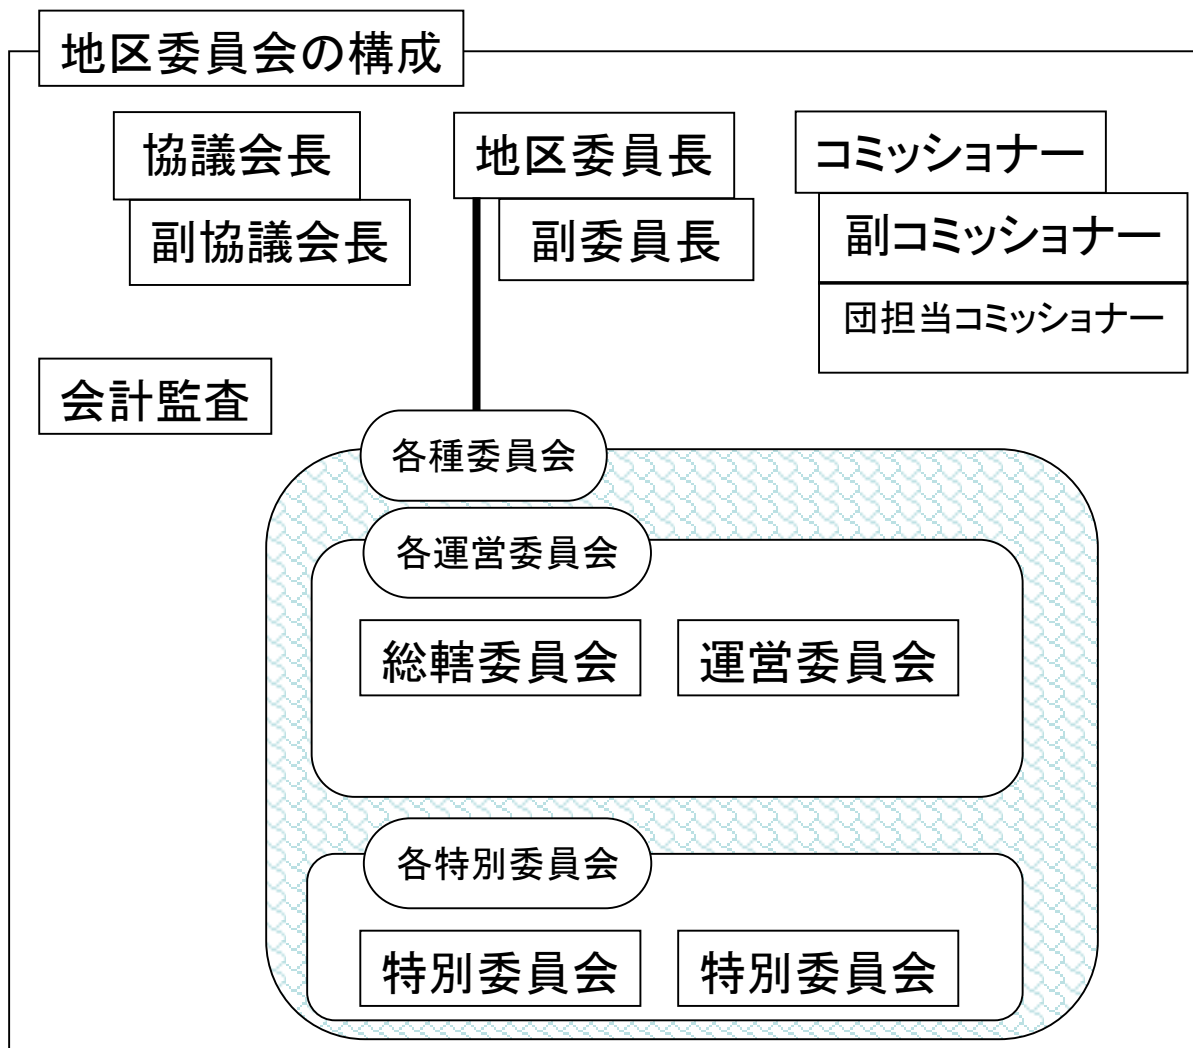 地区委員会の構成
協議会長
副協議会長
地区委員長
副委員長
コミッショナー
副コミッショナー
団担当コミッショナー
会計監査
各種委員会
各運営委員会
総轄委員会
運営委員会
各特別委員会
特別委員会
特別委員会